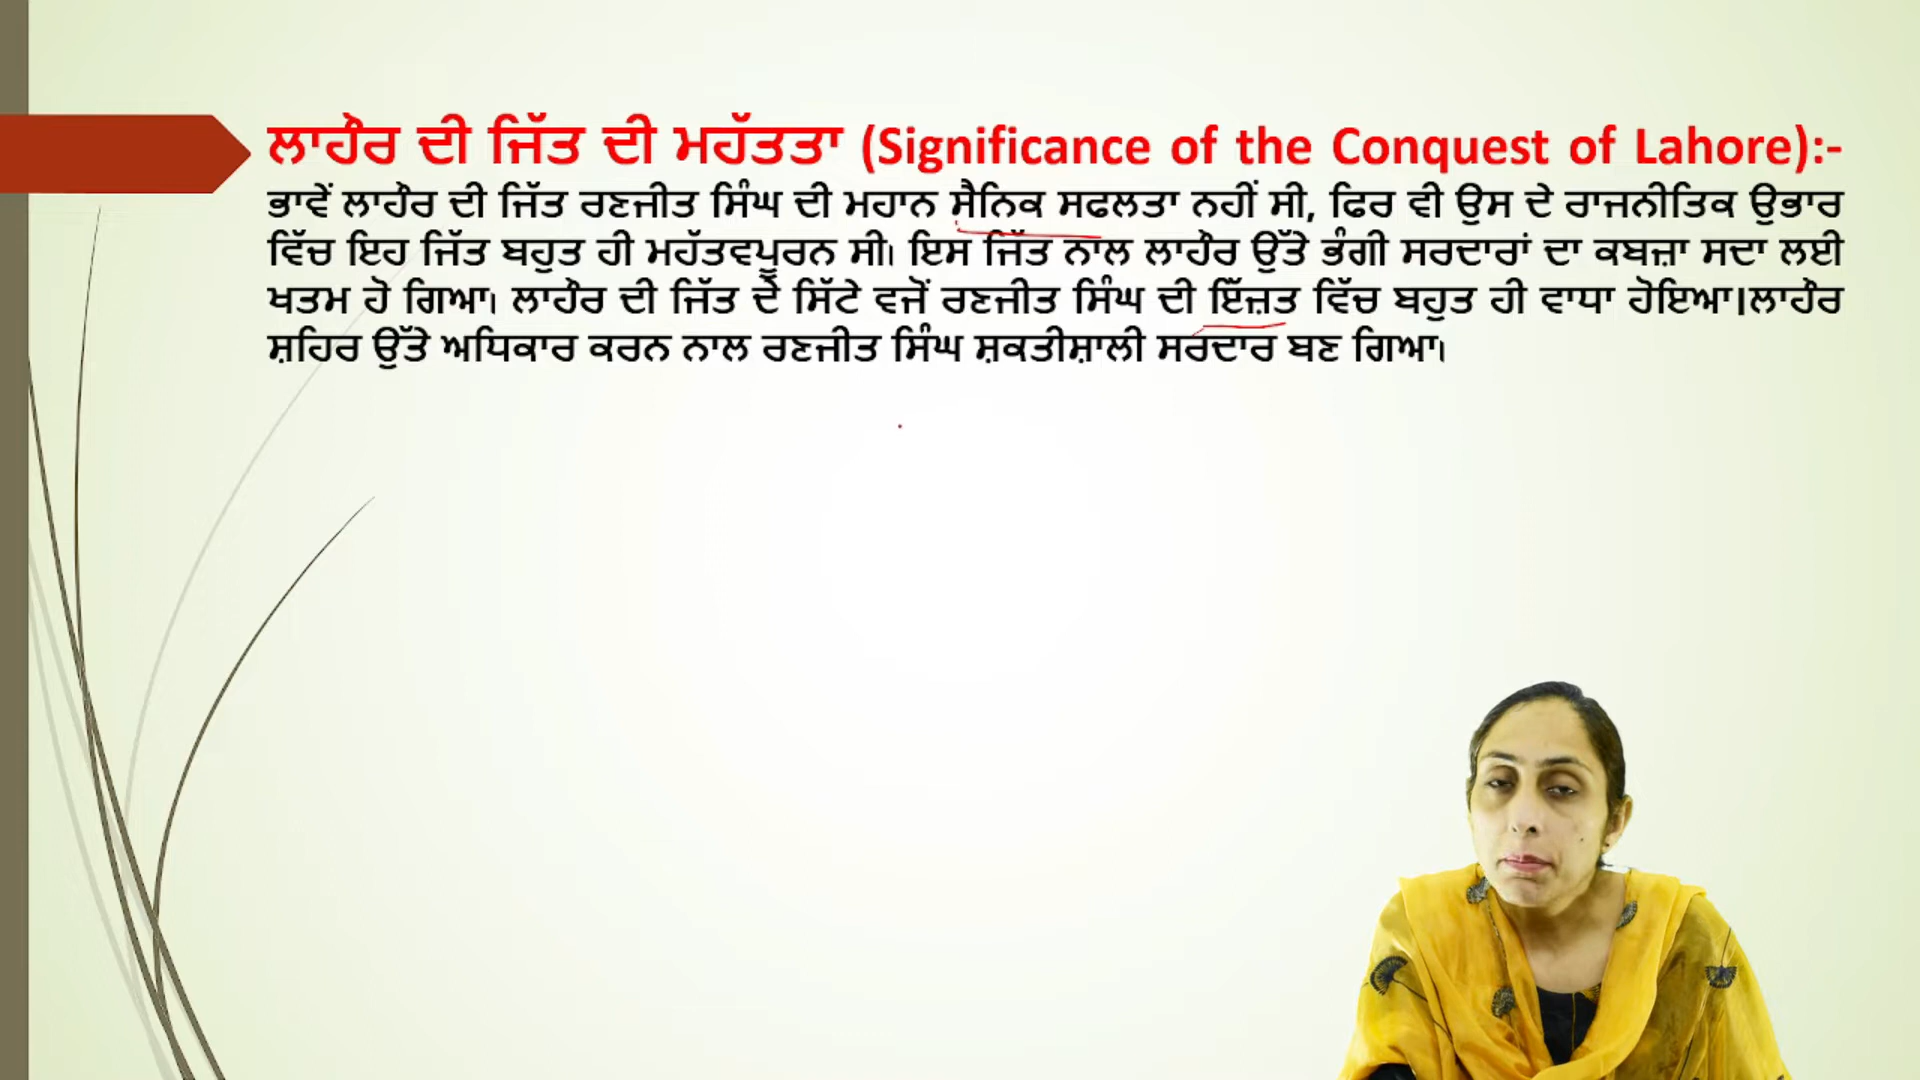 ਲਾਹੌਰ ਦੀ ਜਿੱਤ ਦੀ ਮਹੱਤਤਾ (Significance of the Conquest of Lahore):-
ਭਾਵੇਂ ਲਾਹੌਰ ਦੀ ਜਿੱਤ ਰਣਜੀਤ ਸਿੰਘ ਦੀ ਮਹਾਨ ਸੈਨਿਕ ਸਫਲਤਾ ਨਹੀਂ ਸੀ, ਫਿਰ ਵੀ ਉਸ ਦੇ ਰਾਜਨੀਤਿਕ ਉਭਾਰ
ਵਿੱਚ ਇਹ ਜਿੱਤ ਬਹੁਤ ਹੀ ਮਹੱਤਵਪੂਰਨ ਸੀ। ਇਸ ਜਿੱਤ ਨਾਲ ਲਾਹੌਰ ਉੱਤੇ ਭੰਗੀ ਸਰਦਾਰਾਂ ਦਾ ਕਬਜ਼ਾ ਸਦਾ ਲਈ
ਖਤਮ ਹੋ ਗਿਆ। ਲਾਹੌਰ ਦੀ ਜਿੱਤ ਦੇ ਸਿੱਟੇ ਵਜੋਂ ਰਣਜੀਤ ਸਿੰਘ ਦੀ ਇੱਜ਼ਤ ਵਿੱਚ ਬਹੁਤ ਹੀ ਵਾਧਾ ਹੋਇਆ।ਲਾਹੌਰ
ਸ਼ਹਿਰ ਉੱਤੇ ਅਧਿਕਾਰ ਕਰਨ ਨਾਲ ਰਣਜੀਤ ਸਿੰਘ ਸ਼ਕਤੀਸ਼ਾਲੀ ਸਰਦਾਰ ਬਣ ਗਿਆ।